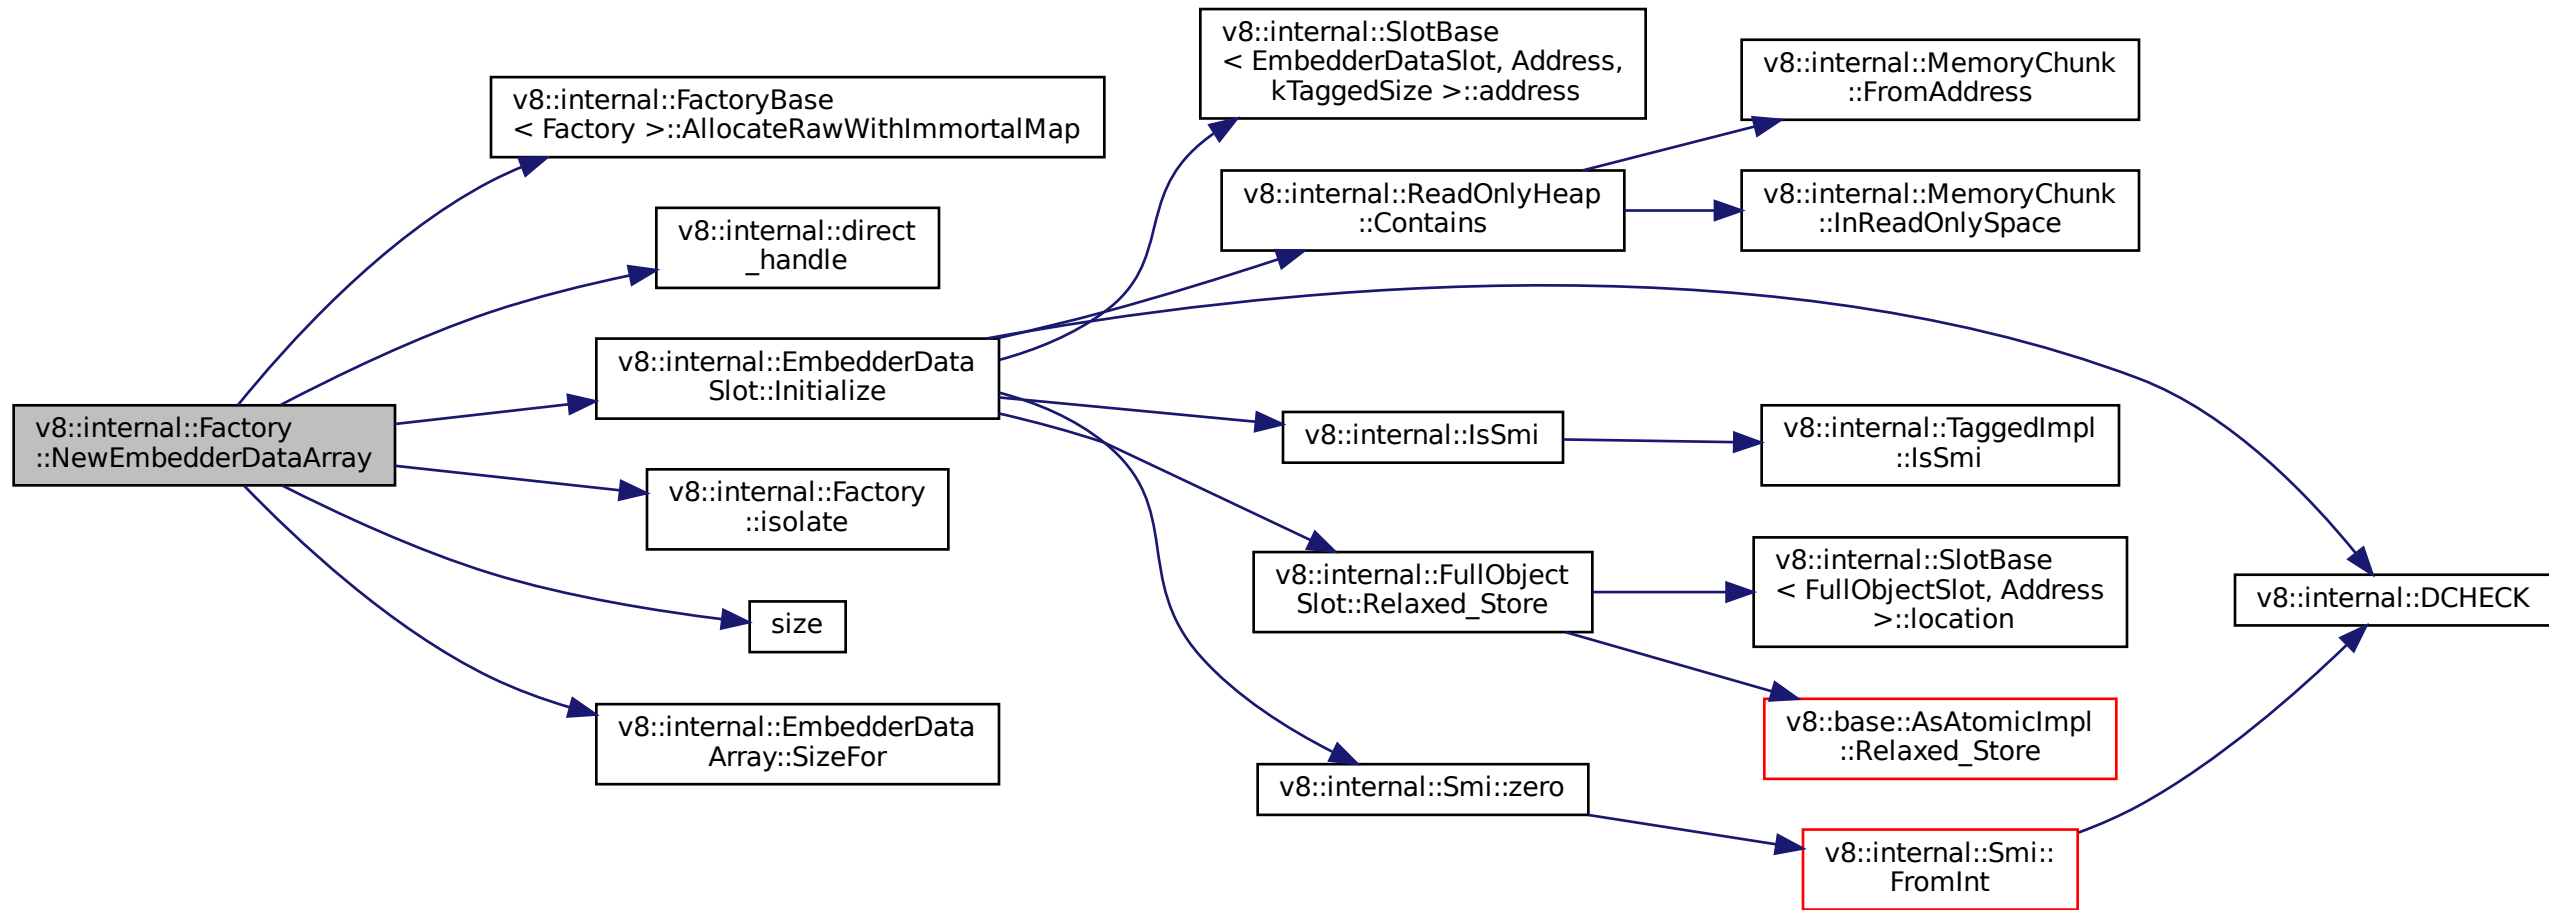 v8::internal::Factory
::NewEmbedderDataArray
v8::internal::FactoryBase
< Factory >::AllocateRawWithImmortalMap
v8::internal::direct
_handle
v8::internal::EmbedderData
Slot::Initialize
v8::internal::Factory
::isolate
size
v8::internal::EmbedderData
Array::SizeFor
v8::internal::SlotBase
< EmbedderDataSlot, Address,
kTaggedSize >::address
v8::internal::ReadOnlyHeap
::Contains
v8::internal::IsSmi
v8::internal::FullObject
Slot::Relaxed_Store
v8::internal::Smi::zero
v8::internal::MemoryChunk
::FromAddress
v8::internal::MemoryChunk
::InReadOnlySpace
v8::internal::TaggedImpl
::IsSmi
v8::internal::SlotBase
< FullObjectSlot, Address
>::location
v8::base::AsAtomicImpl
::Relaxed_Store
v8::internal::Smi::
FromInt
v8::internal::DCHECK